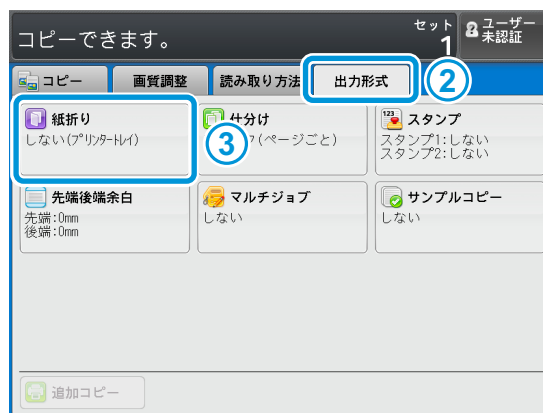 コピーできます。
セット
1
ユーザー
未認証
コピー
画質調整
読み取り方法
出力形式
2
紙折り
しない(プリンタートレイ)
3
仕分け
(ページごと)
123
スタンプ
スタンプ1:しない
スタンプ2:しない
先端後端余白
先端:0mm
後端:0mm
マルチジョブ
しない
サンプルコピー
しない
追加コピー